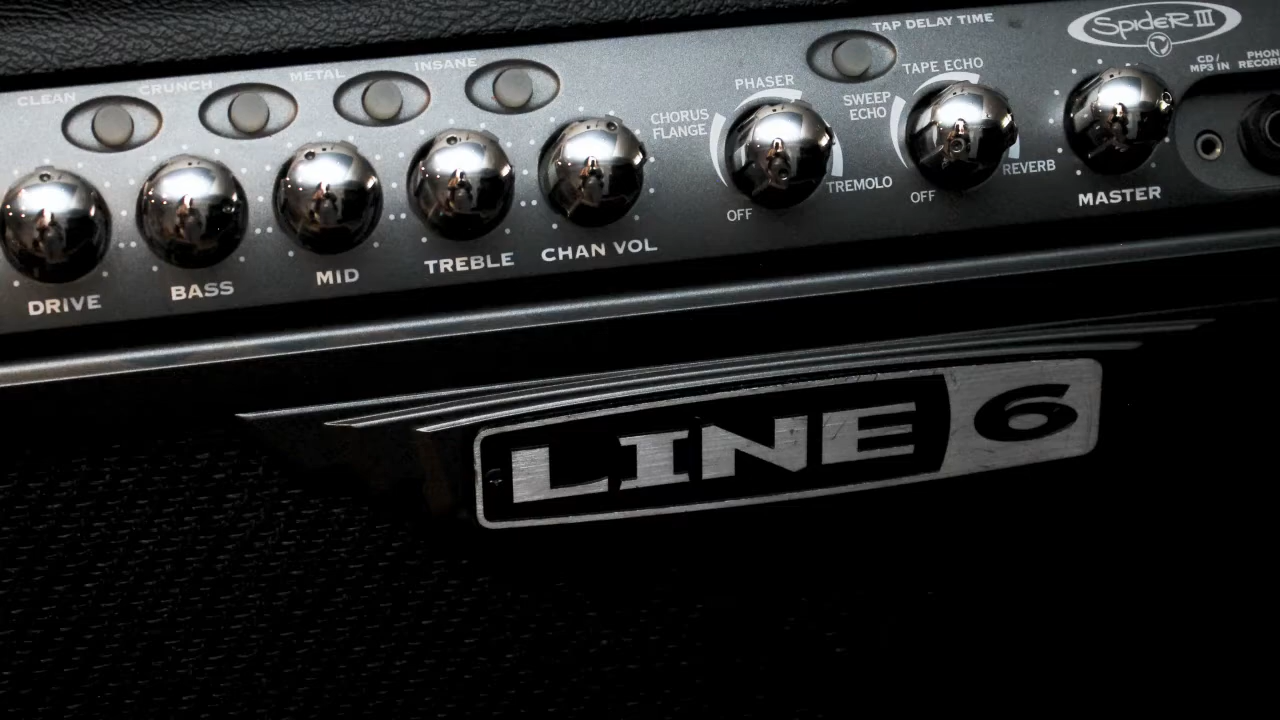 CLEAN
CRUNCH
METAL
INSANE
TAP DELAY TIME
SPIDER III
DRIVE
BASS
MID
TREBLE
CHAN VOL
CHORUS
FLANGE
PHASER
TREMOLO
OFF
SWEEP
ECHO
TAPE ECHO
REVERB
OFF
MASTER
CD/
MP3 IN
LINE 6